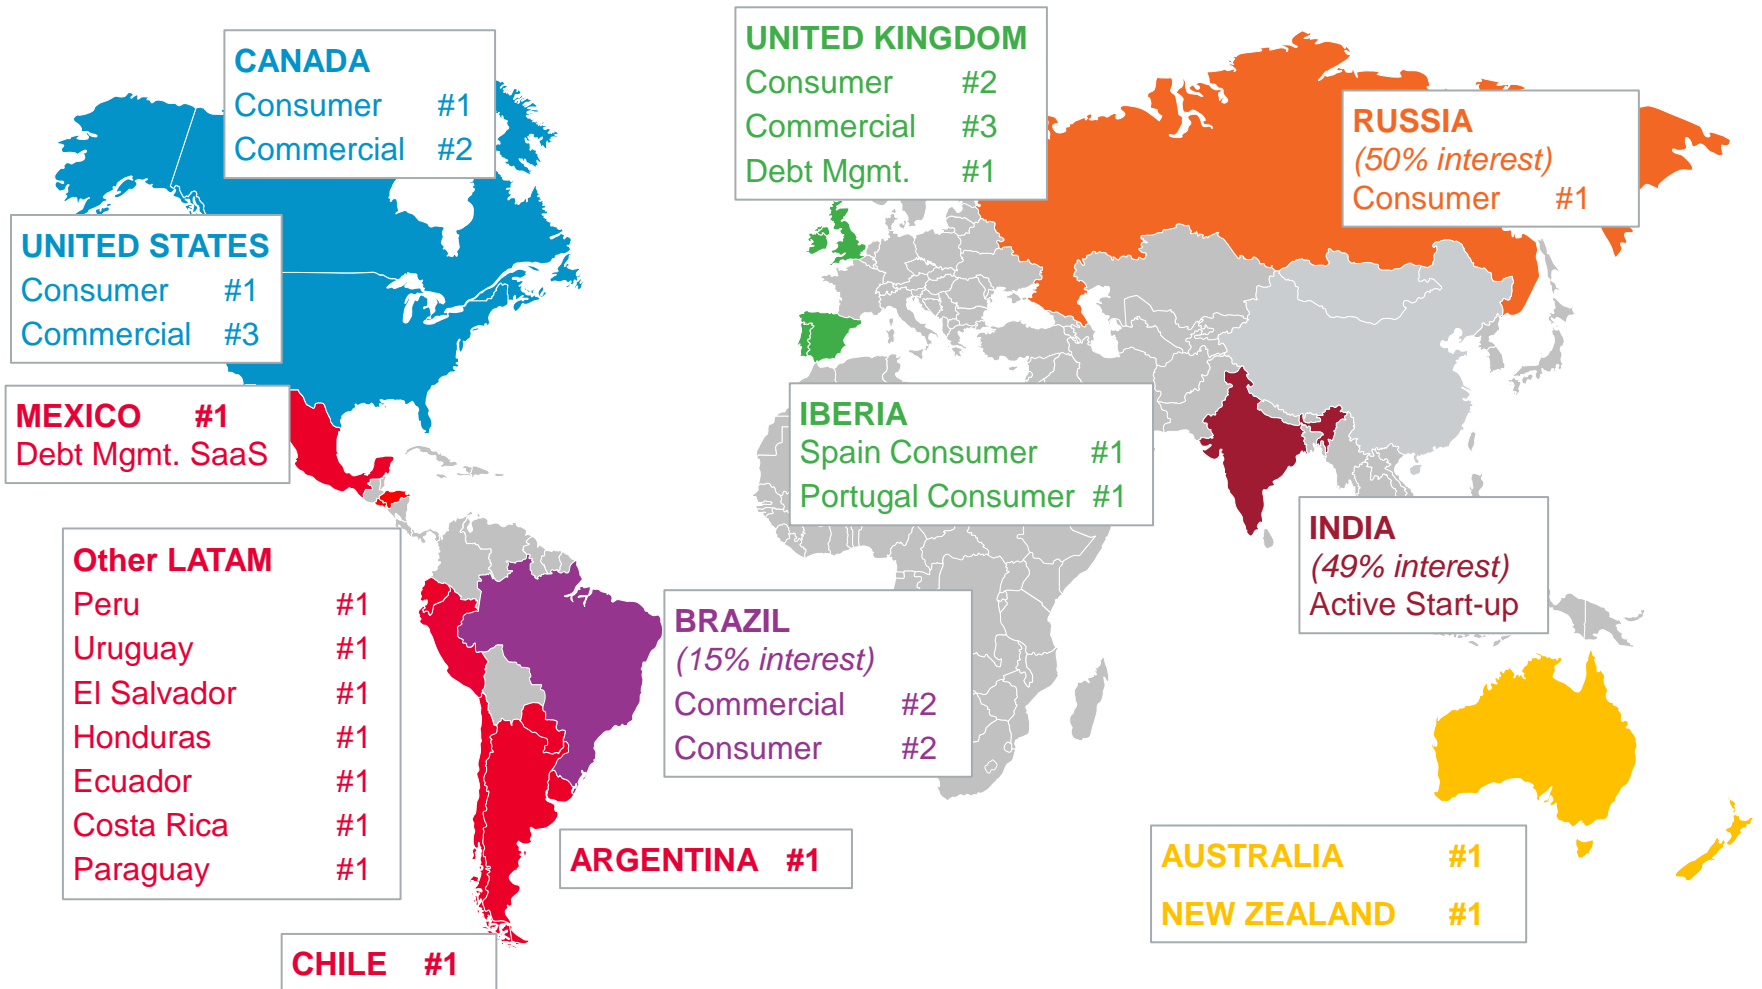 CANADA
Consumer #1
Commercial #2
UNITED STATES
Consumer #1
Commercial #3
MEXICO #1
Debt Mgmt. SaaS
Other LATAM
Peru #1
Uruguay #1
El Salvador #1
Honduras #1
Ecuador #1
Costa Rica #1
Paraguay #1
CHILE #1
ARGENTINA #1
BRAZIL
(15% interest)
Commercial #2
Consumer #2
UNITED KINGDOM
Consumer #2
Commercial #3
Debt Mgmt. #1
IBERIA
Spain Consumer #1
Portugal Consumer #1
RUSSIA
(50% interest)
Consumer #1
INDIA
(49% interest)
Active Start-up
AUSTRALIA #1
NEW ZEALAND #1